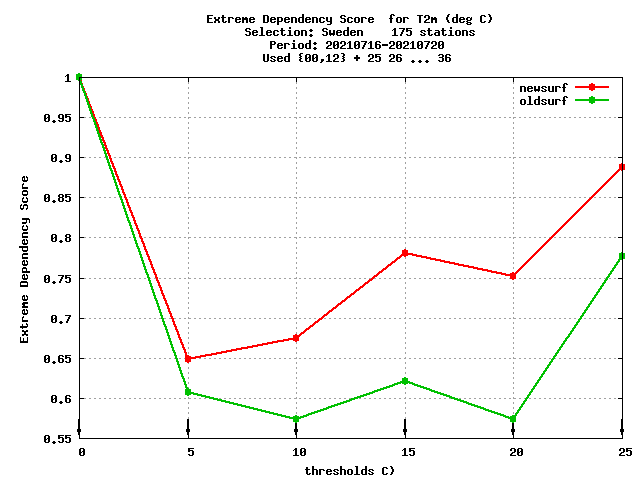 Extreme Dependency Score  for T2m (deg C)
Selection: Sweden    175 stations
Period: 20210716-20210720
Used {00,12} + 25 26 ... 36
newsurf
oldsurf
1
0.95
0.9
0.85
0.8
0.75
0.7
0.65
0.6
0.55
Extreme Dependency Score
0 5 10 15 20 25
thresholds C)